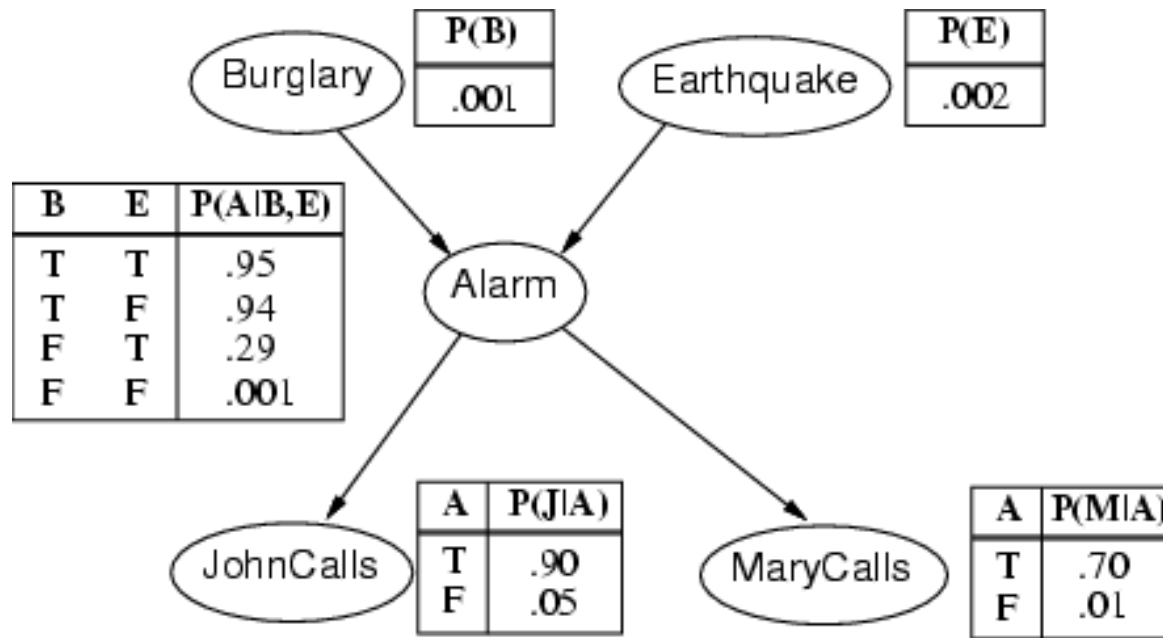 Burglary
P(B)
.001
Earthquake
P(E)
.002
B E P(A|B,E)
T T .95
T F .94
F T .29
F F .001
Alarm
JohnCalls
A P(J|A)
T .90
F .05
MaryCalls
A P(M|A)
T .70
F .01